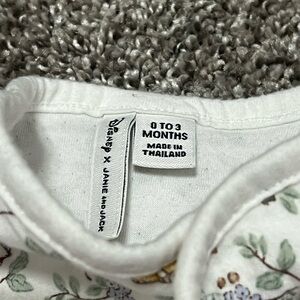 Disney X JANIE AND JACK
0 TO 3
MONTHS
MADE IN
THAILAND